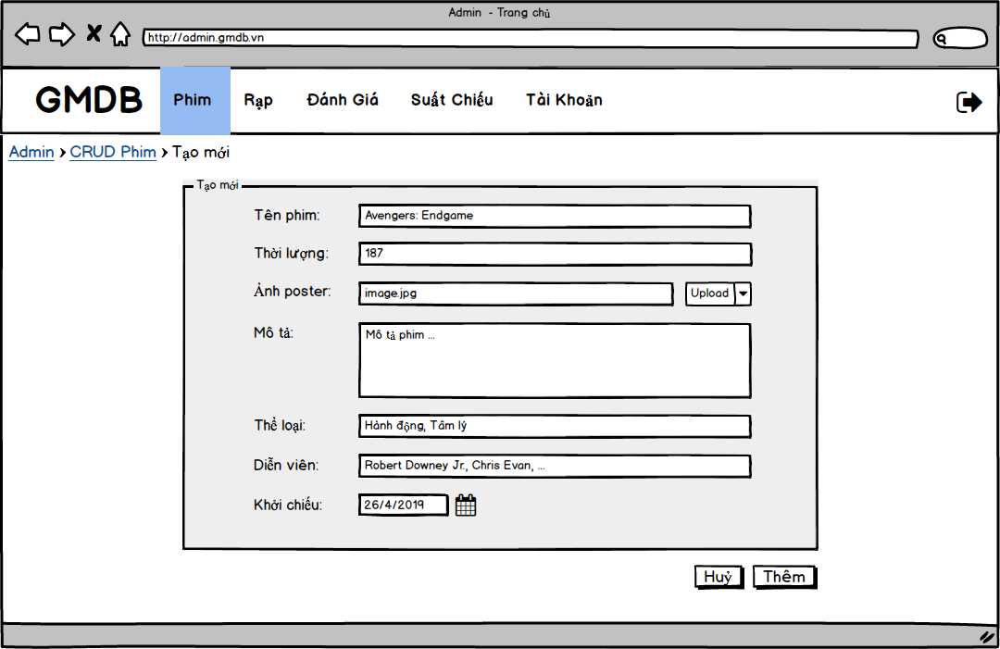 Admin - Trang chủ
http://admin.gmdb.vn
GMDB Phim Rạp Đánh Giá Suất Chiếu Tài Khoản
Admin › CRUD Phim › Tạo mới
Tạo mới
Tên phim: Avengers: Endgame
Thời lượng: 187
Ảnh poster: image.jpg Upload
Mô tả: Mô tả phim ...
Thể loại: Hành động, Tâm lý
Diễn viên: Robert Downey Jr., Chris Evan, ...
Khởi chiếu: 26/4/2019
Huỷ Thêm